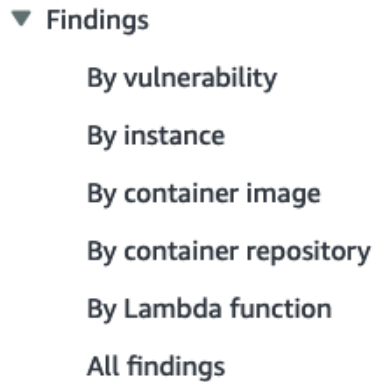 Findings
By vulnerability
By instance
By container image
By container repository
By Lambda function
All findings